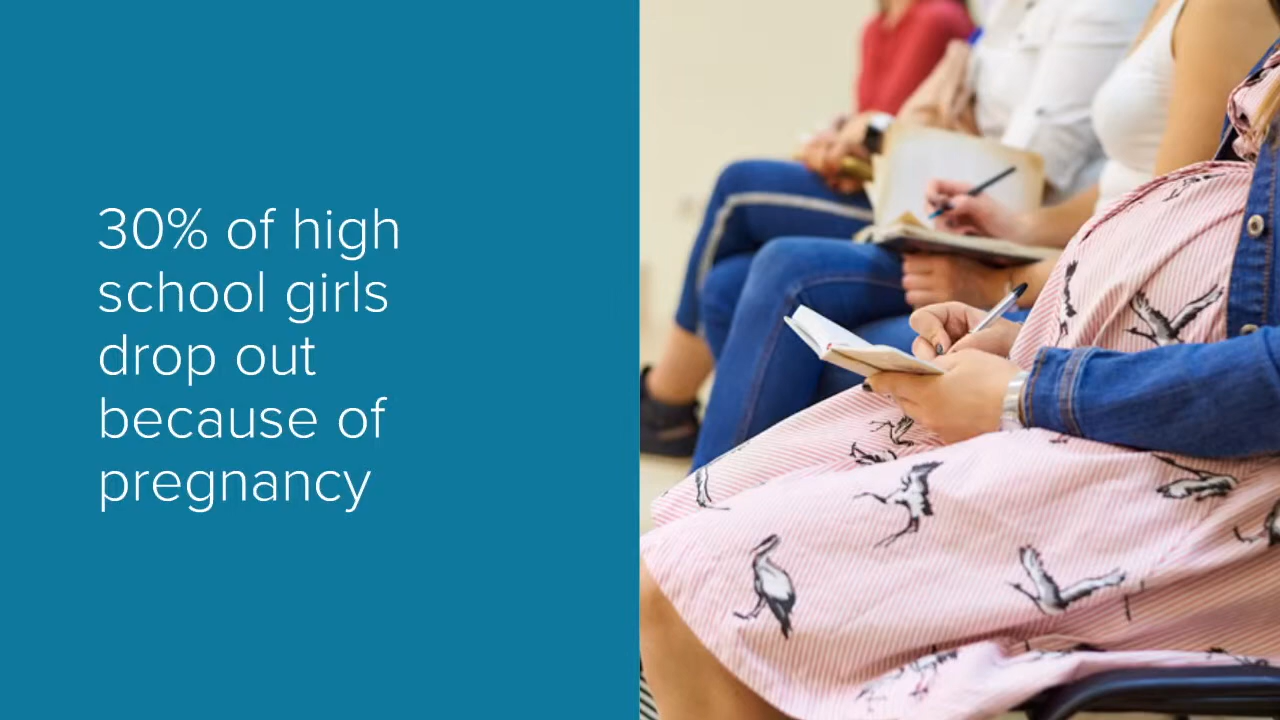 30% of high
school girls
drop out
because of
pregnancy